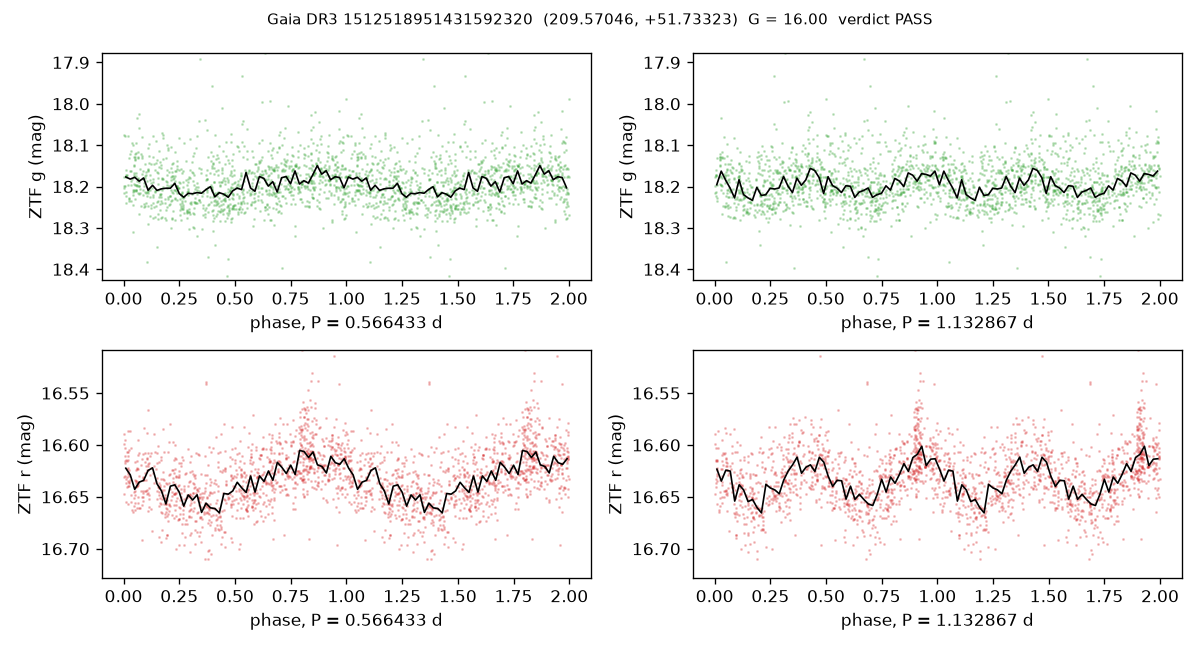 Gaia DR3 1512518951431592320 (209.57046, +51.73323) G = 16.00 verdict PASS
ZTF g (mag)
17.9
18.0
18.1
18.2
18.3
18.4
0.00 0.25 0.50 0.75 1.00 1.25 1.50 1.75 2.00
phase, P = 0.566433 d
ZTF g (mag)
17.9
18.0
18.1
18.2
18.3
18.4
0.00 0.25 0.50 0.75 1.00 1.25 1.50 1.75 2.00
phase, P = 1.132867 d
ZTF r (mag)
16.55
16.60
16.65
16.70
0.00 0.25 0.50 0.75 1.00 1.25 1.50 1.75 2.00
phase, P = 0.566433 d
ZTF r (mag)
16.55
16.60
16.65
16.70
0.00 0.25 0.50 0.75 1.00 1.25 1.50 1.75 2.00
phase, P = 1.132867 d